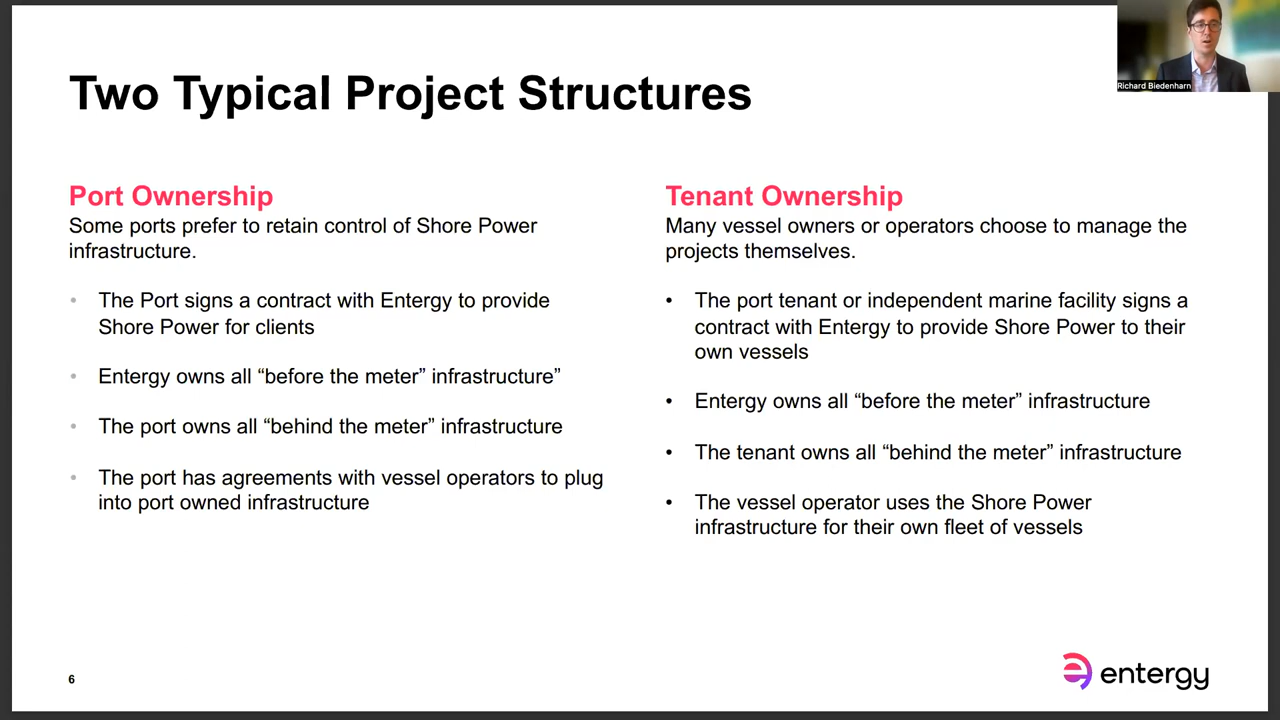 Richard Biedenharn
Two Typical Project Structures
Port Ownership
Some ports prefer to retain control of Shore Power
infrastructure.
• The Port signs a contract with Entergy to provide
Shore Power for clients
• Entergy owns all “before the meter” infrastructure”
• The port owns all “behind the meter” infrastructure
• The port has agreements with vessel operators to plug
into port owned infrastructure
Tenant Ownership
Many vessel owners or operators choose to manage the
projects themselves.
• The port tenant or independent marine facility signs a
contract with Entergy to provide Shore Power to their
own vessels
• Entergy owns all “before the meter” infrastructure
• The tenant owns all “behind the meter” infrastructure
• The vessel operator uses the Shore Power
infrastructure for their own fleet of vessels
6
entergy